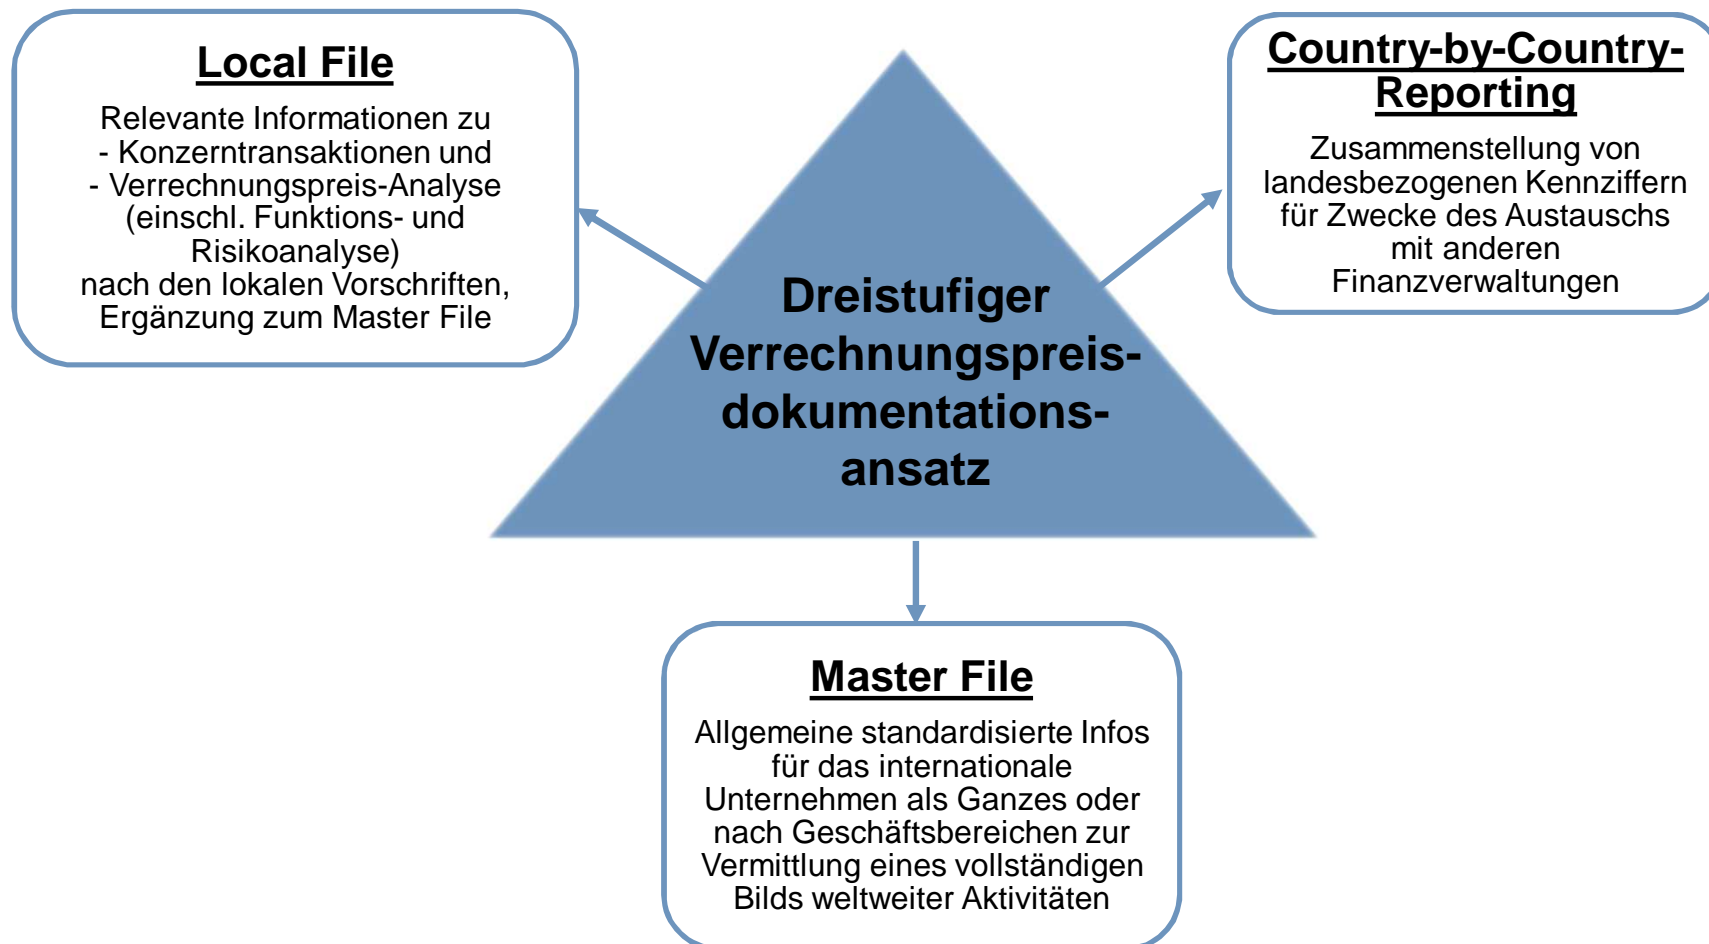 Local File
Relevante Informationen zu
- Konzerntransaktionen und
- Verrechnungspreis-Analyse
(einschl. Funktions- und
Risikoanalyse)
nach den lokalen Vorschriften,
Ergänzung zum Master File
Country-by-Country-
Reporting
Zusammenstellung von
landesbezogenen Kennziffern
für Zwecke des Austauschs
mit anderen
Finanzverwaltungen
Dreistufiger
Verrechnungspreis-
dokumentations-
ansatz
Master File
Allgemeine standardisierte Infos
für das internationale
Unternehmen als Ganzes oder
nach Geschäftsbereichen zur
Vermittlung eines vollständigen
Bilds weltweiter Aktivitäten